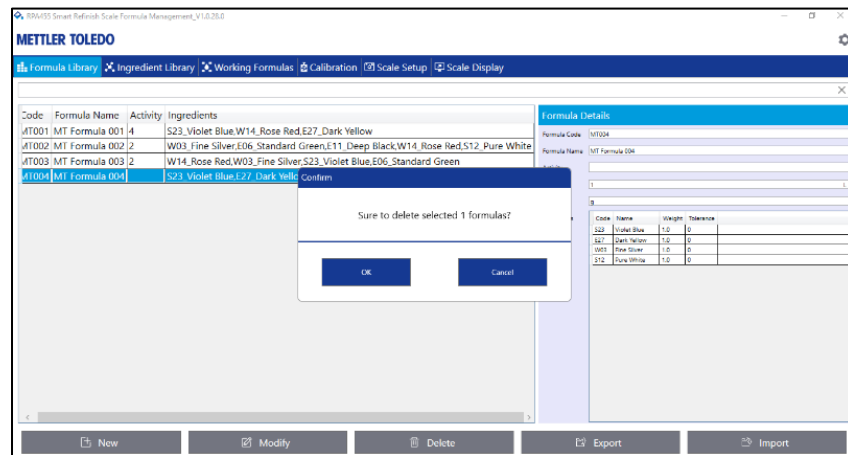 RPA455 Smart Refinish Scale Formula Management_V1.0.28.0
METTLER TOLEDO
Formula Library Ingredient Library Working Formulas Calibration Scale Setup Scale Display
Code Formula Name Activity Ingredients
MT001 MT Formula 001 4 S23_Violet Blue,W14_Rose Red,E27_Dark Yellow
MT002 MT Formula 002 2 W03_Fine Silver,E06_Standard Green,E11_Deep Black,W14_Rose Red,S12_Pure White
MT003 MT Formula 003 2 W14_Rose Red,W03_Fine Silver,S23_Violet Blue,E06_Standard Green
MT004 MT Formula 004 S23_Violet Blue,E27_Dark Yello
Confirm
Sure to delete selected 1 formulas?
OK Cancel
Formula Details
Formula Code MT004
Formula Name MT Formula 004
1 L
g
Code Name Weight Tolerance
S23 Violet Blue 1.0 0
E27 Dark Yellow 1.0 0
W03 Fine Silver 1.0 0
S12 Pure White 1.0 0
New Modify Delete Export Import